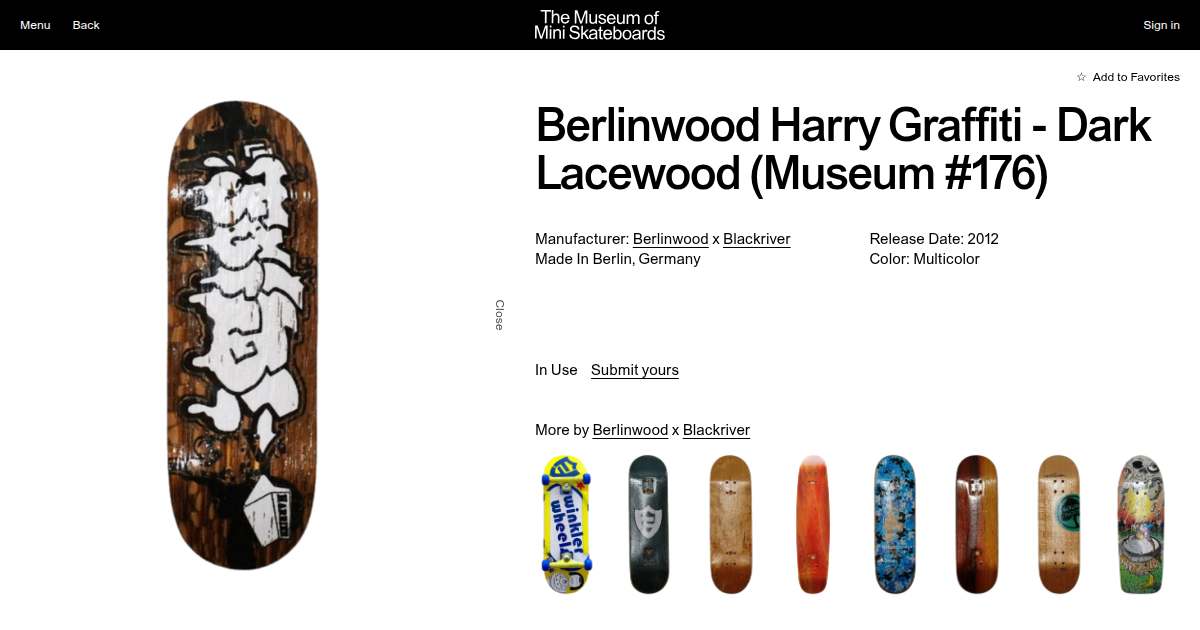 Menu
Back
The Museum of
Mini Skateboards
Sign in
☆ Add to Favorites
Berlinwood Harry Graffiti - Dark
Lacewood (Museum #176)
Manufacturer: Berlinwood x Blackriver
Made In Berlin, Germany
Release Date: 2012
Color: Multicolor
Close
In Use Submit yours
More by Berlinwood x Blackriver
winkler
wheels